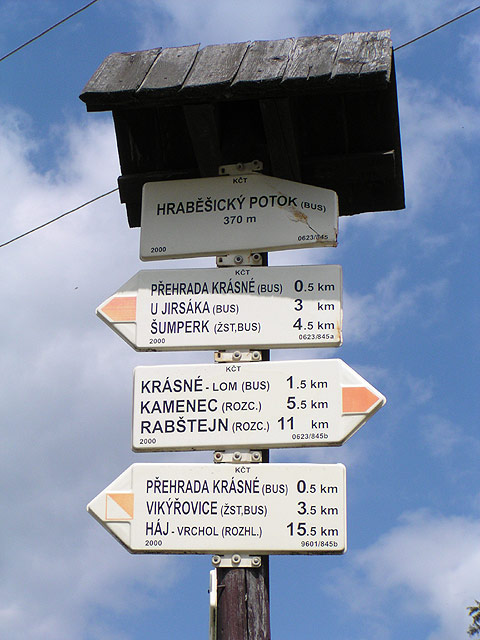 KČT
HRABĚŠICKÝ POTOK (BUS)
370 m
2000 0623/845
KČT
PŘEHRADA KRÁSNÉ (BUS) 0.5 km
U JIRSÁKA (BUS) 3 km
ŠUMPERK (ŽST,BUS) 4.5 km
2000 0623/845a
KČT
KRÁSNÉ - LOM (BUS) 1.5 km
KAMENEC (ROZC.) 5.5 km
RABŠTEJN (ROZC.) 11 km
2000 0623/845b
KČT
PŘEHRADA KRÁSNÉ (BUS) 0.5 km
VIKÝŘOVICE (ŽST,BUS) 3.5 km
HÁJ - VRCHOL (ROZHL.) 15.5 km
2000 9601/845b